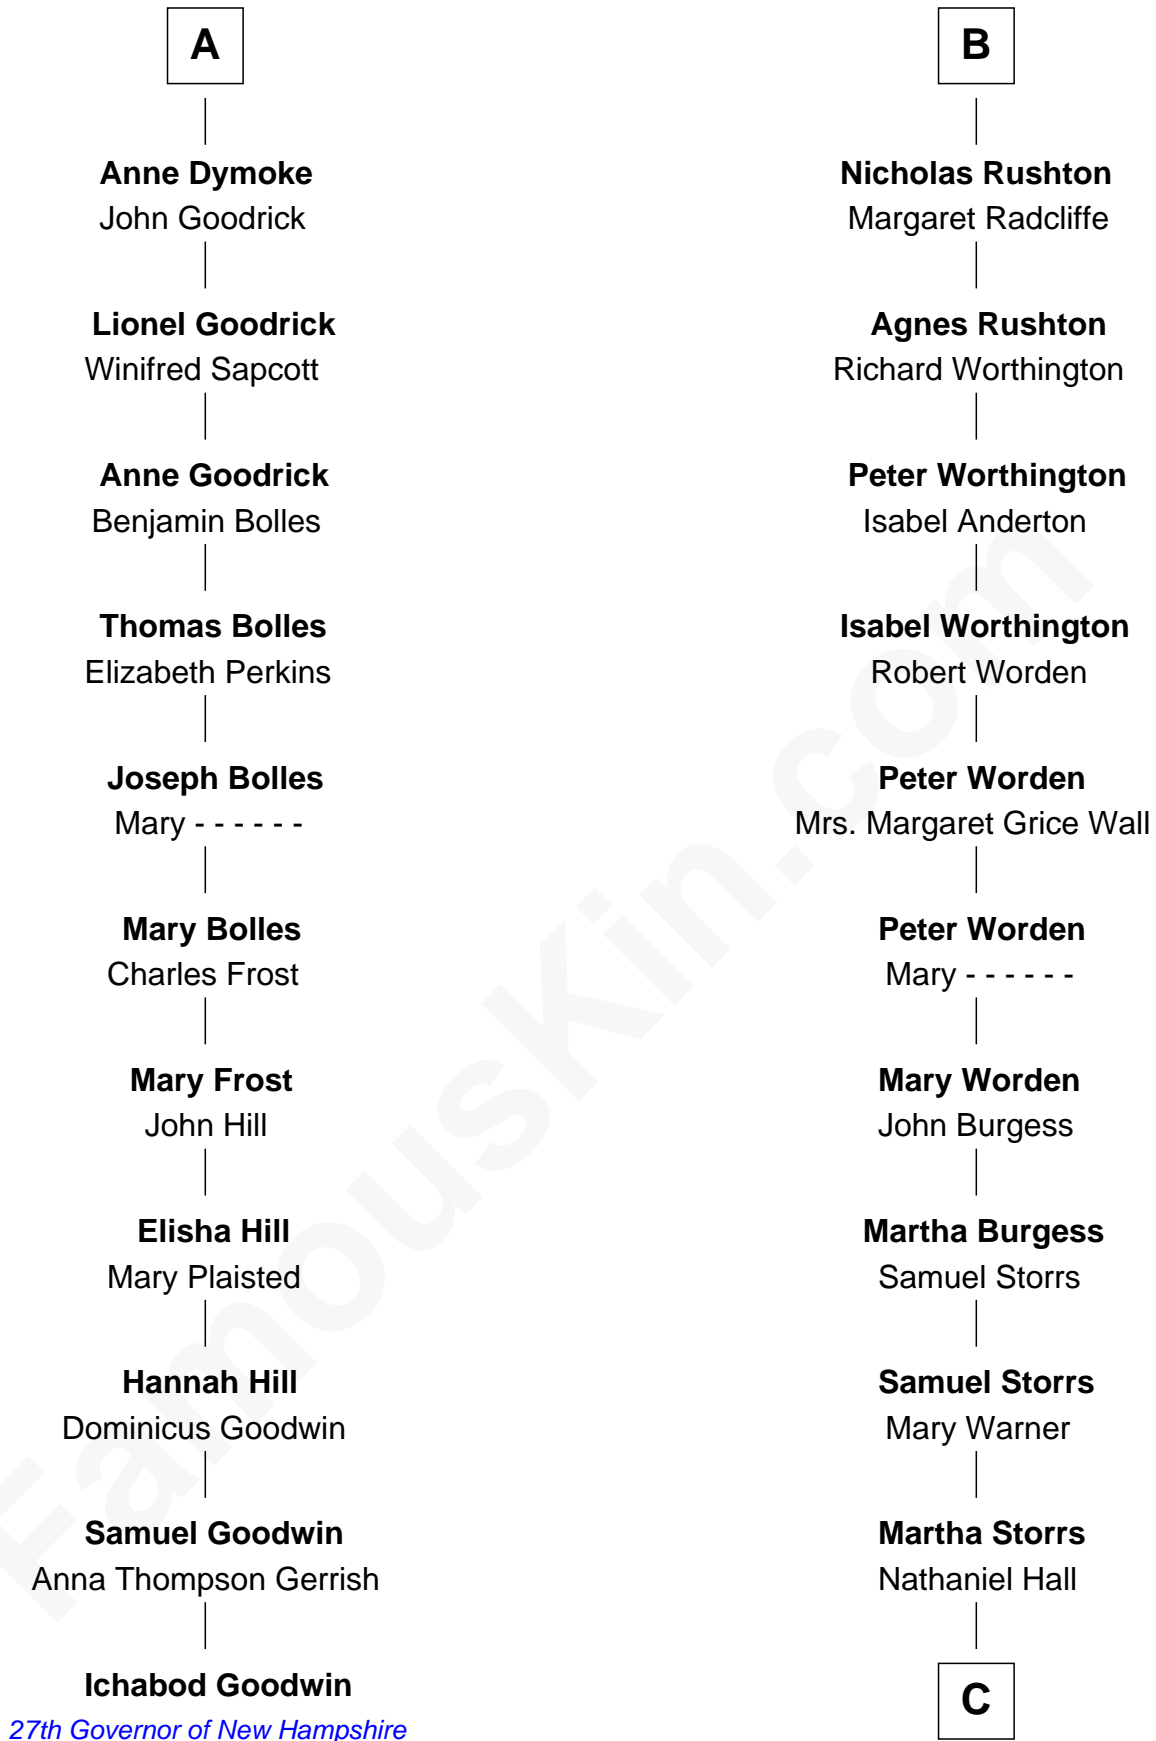 A
Anne Dymoke
John Goodrick
Lionel Goodrick
Winifred Sapcott
Anne Goodrick
Benjamin Bolles
Thomas Bolles
Elizabeth Perkins
Joseph Bolles
Mary - - - - - -
Mary Bolles
Charles Frost
Mary Frost
John Hill
Elisha Hill
Mary Plaisted
Hannah Hill
Dominicus Goodwin
Samuel Goodwin
Anna Thompson Gerrish
Ichabod Goodwin
27th Governor of New Hampshire
B
Nicholas Rushton
Margaret Radcliffe
Agnes Rushton
Richard Worthington
Peter Worthington
Isabel Anderton
Isabel Worthington
Robert Worden
Peter Worden
Mrs. Margaret Grice Wall
Peter Worden
Mary - - - - - -
Mary Worden
John Burgess
Martha Burgess
Samuel Storrs
Samuel Storrs
Mary Warner
Martha Storrs
Nathaniel Hall
C
FamousKin.com